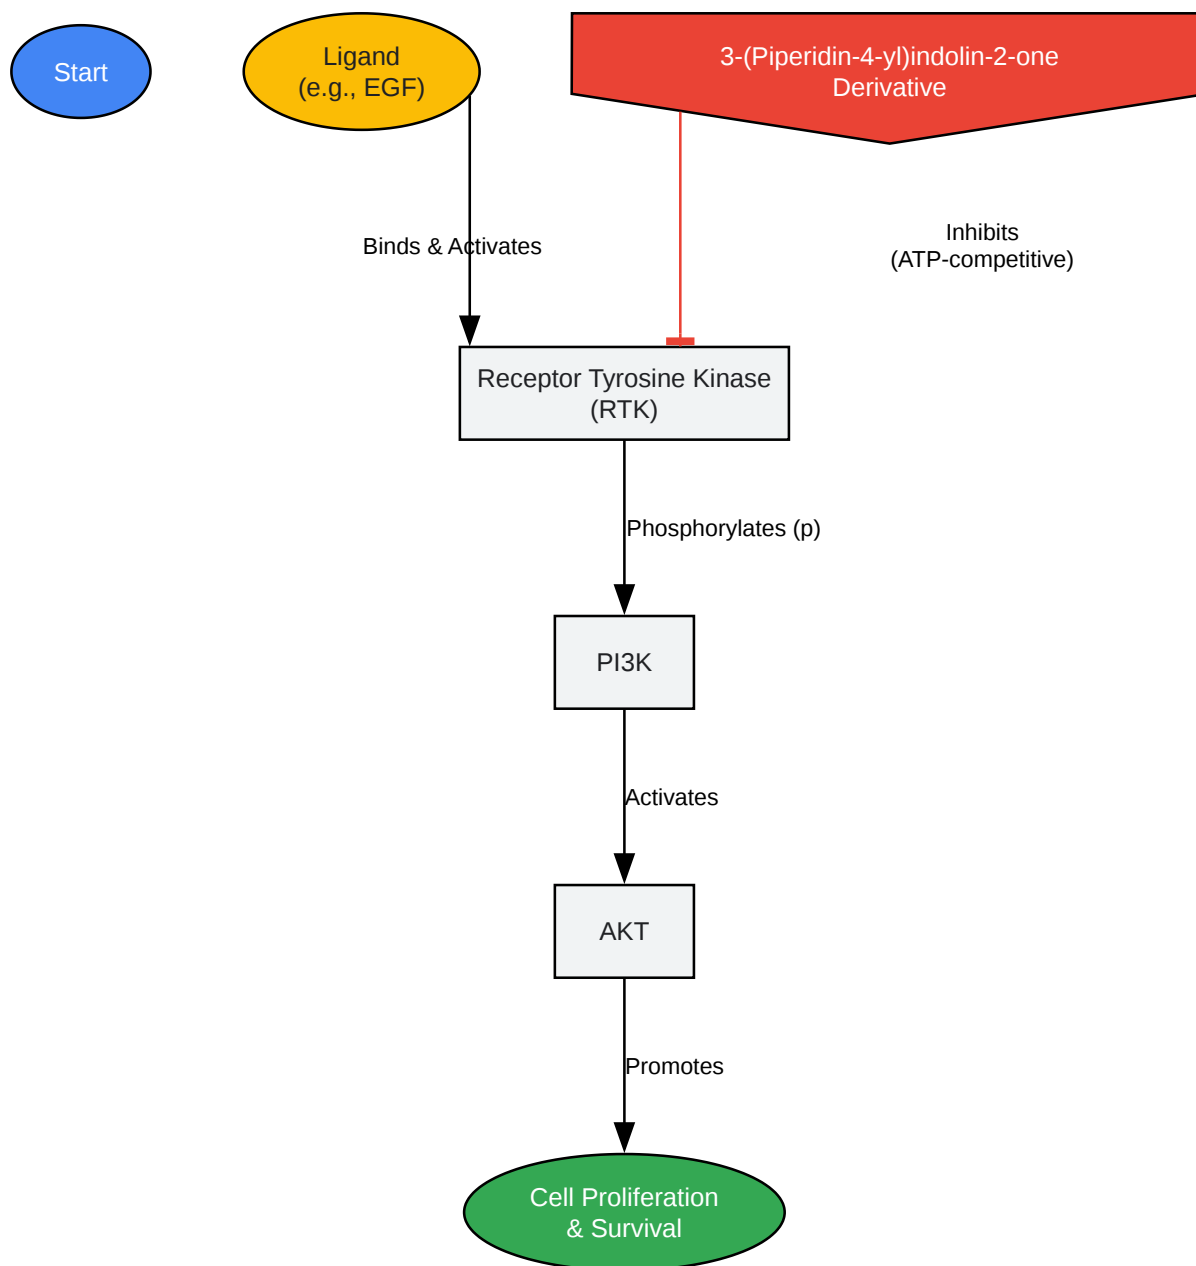 Start
Ligand
(e.g., EGF)
3-(Piperidin-4-yl)indolin-2-one
Derivative
Binds & Activates
Inhibits
(ATP-competitive)
Receptor Tyrosine Kinase
(RTK)
Phosphorylates (p)
PI3K
Activates
AKT
Promotes
Cell Proliferation
& Survival